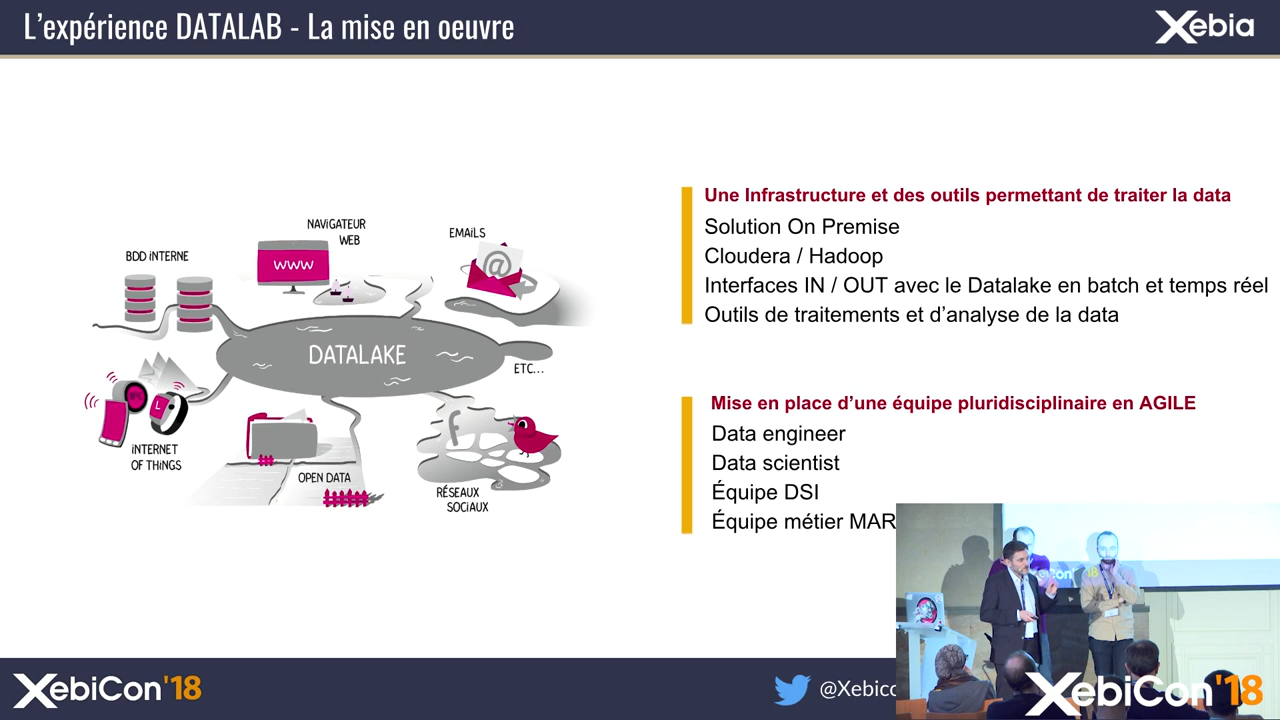 L'expérience DATALAB - La mise en oeuvre
Xebia
NAViGATEUR
WEB
EMAiLS
BDD iNTERNE
WWW
@
DATALAKE
ETC...
iNTERNET
OF THiNGS
OPEN DATA
RÉSEAUX
SOCiAUX
Une Infrastructure et des outils permettant de traiter la data
Solution On Premise
Cloudera / Hadoop
Interfaces IN / OUT avec le Datalake en batch et temps réel
Outils de traitements et d'analyse de la data
Mise en place d'une équipe pluridisciplinaire en AGILE
Data engineer
Data scientist
Équipe DSI
Équipe métier MAR
XebiCon'18
@Xebico
XebiCon'18